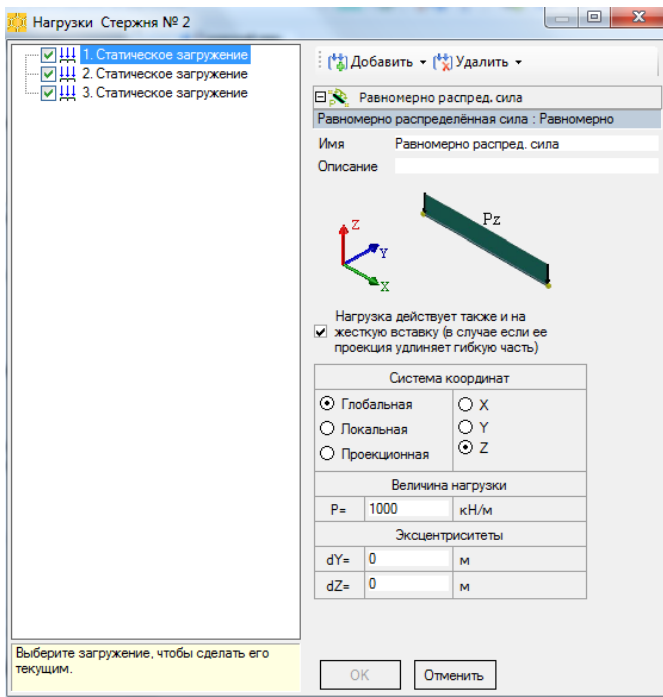 Нагрузки Стержня № 2
1. Статическое загружение
2. Статическое загружение
3. Статическое загружение
Выберите загружение, чтобы сделать его
текущим.
Добавить Удалить
Равномерно распред. сила
Равномерно распределённая сила : Равномерно
Имя Равномерно распред. сила
Описание
Z
Y
X
Pz
Нагрузка действует также и на
жесткую вставку (в случае если ее
проекция удлиняет гибкую часть)
Система координат
Глобальная X
Локальная Y
Проекционная Z
Величина нагрузки
P= 1000 кН/м
Эксцентриситеты
dY= 0 м
dZ= 0 м
OK Отменить